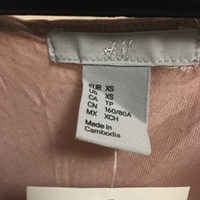 H&M
EUR XS
US XS
CA TP
CN 160/80A
MX XCH
Made in
Cambodia